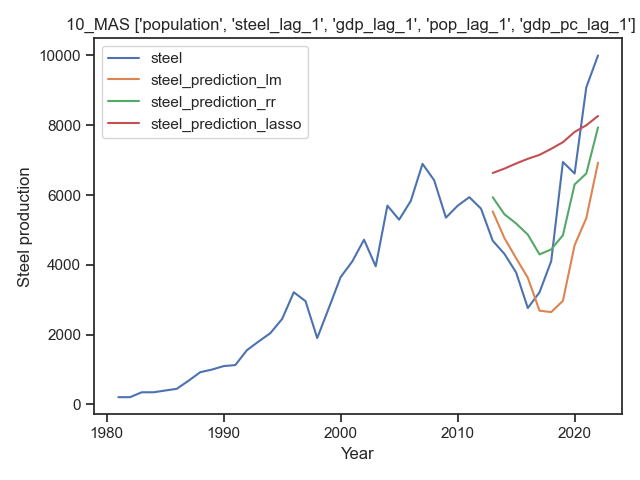 10_MAS ['population', 'steel_lag_1', 'gdp_lag_1', 'pop_lag_1', 'gdp_pc_lag_1']
steel
steel_prediction_lm
steel_prediction_rr
steel_prediction_lasso
10000
8000
6000
4000
2000
0
Steel production
1980
1990
2000
2010
2020
Year